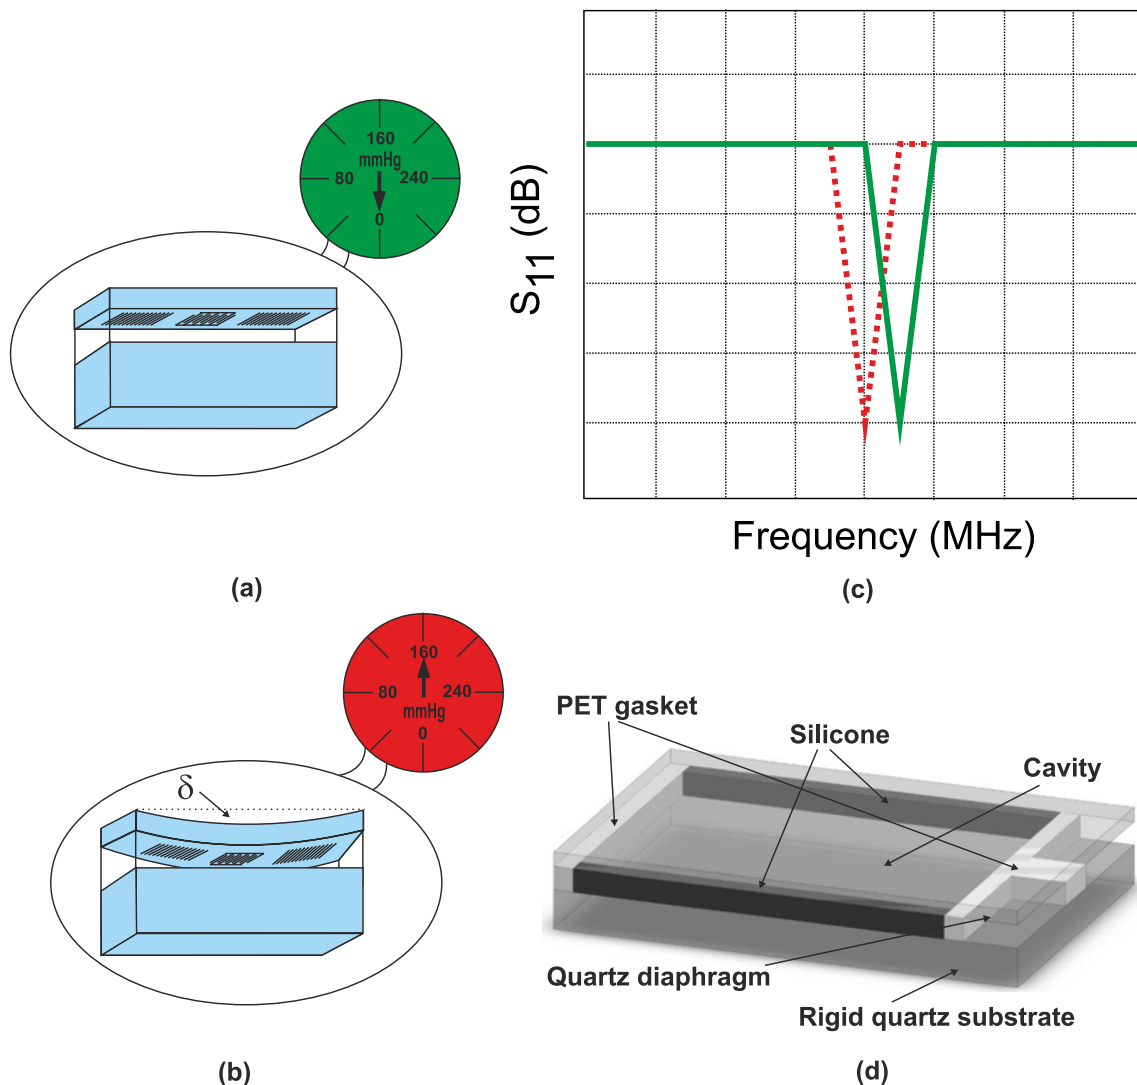 160
mmHg
80
240
0
(a)
S11 (dB)
Frequency (MHz)
(c)
160
80
240
mmHg
0
δ
(b)
PET gasket
Silicone
Cavity
Quartz diaphragm
Rigid quartz substrate
(d)